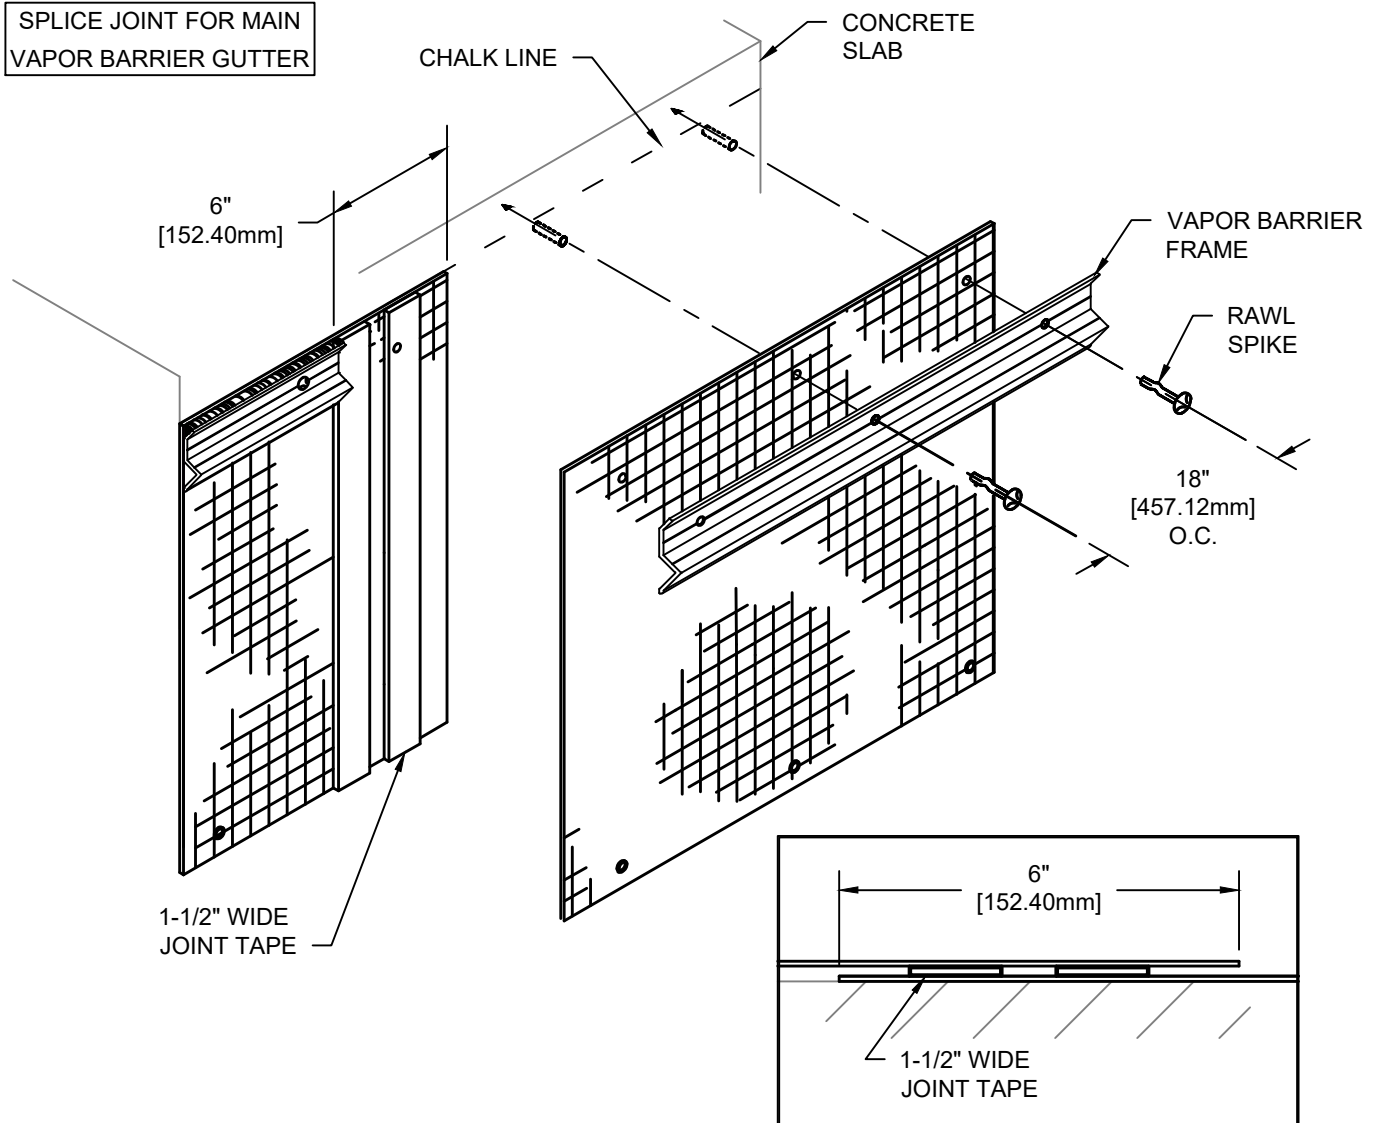 SPLICE JOINT FOR MAIN
VAPOR BARRIER GUTTER
CHALK LINE
CONCRETE
SLAB
6"
[152.40mm]
VAPOR BARRIER
FRAME
RAWL
SPIKE
18"
[457.12mm]
O.C.
1-1/2" WIDE
JOINT TAPE
6"
[152.40mm]
1-1/2" WIDE
JOINT TAPE